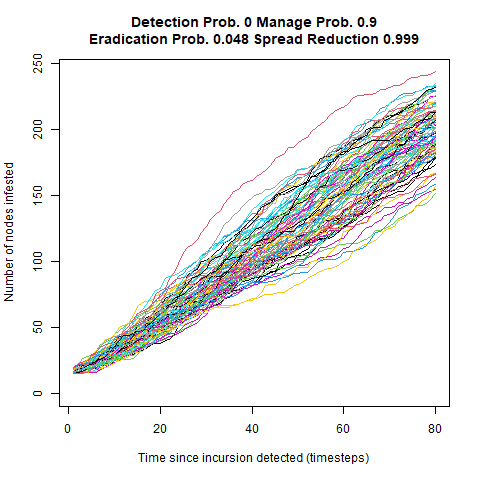 Detection Prob. 0 Manage Prob. 0.9
Eradication Prob. 0.048 Spread Reduction 0.999
Number of nodes infested
250
200
150
100
50
0
0 20 40 60 80
Time since incursion detected (timesteps)